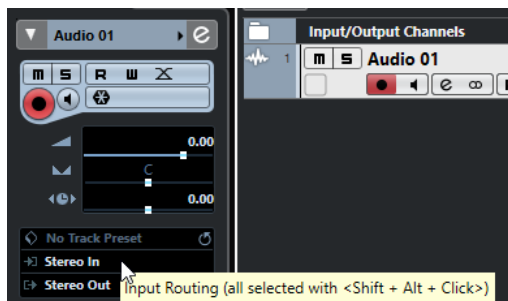 Audio 01
m S R W
0.00
C
0.00
No Track Preset
Stereo In
Stereo Out
Input/Output Channels
1 m S Audio 01
e
Input Routing (all selected with <Shift + Alt + Click>)